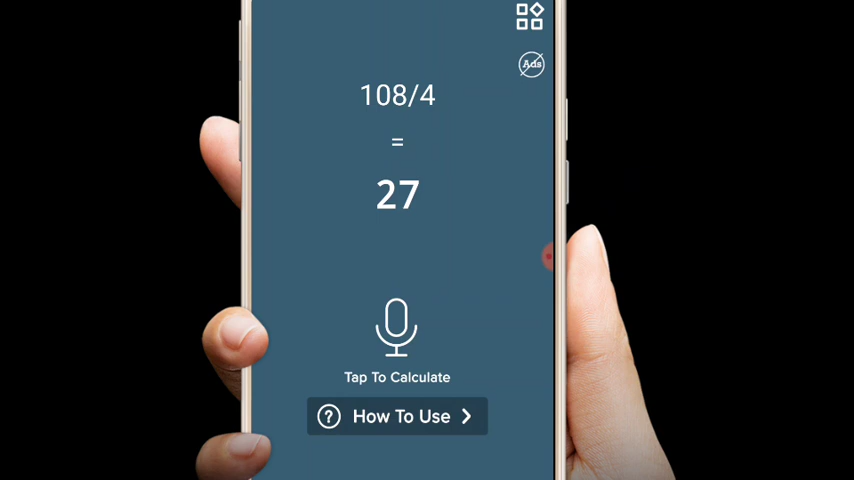 Ads
108/4
=
27
Tap To Calculate
? How To Use >